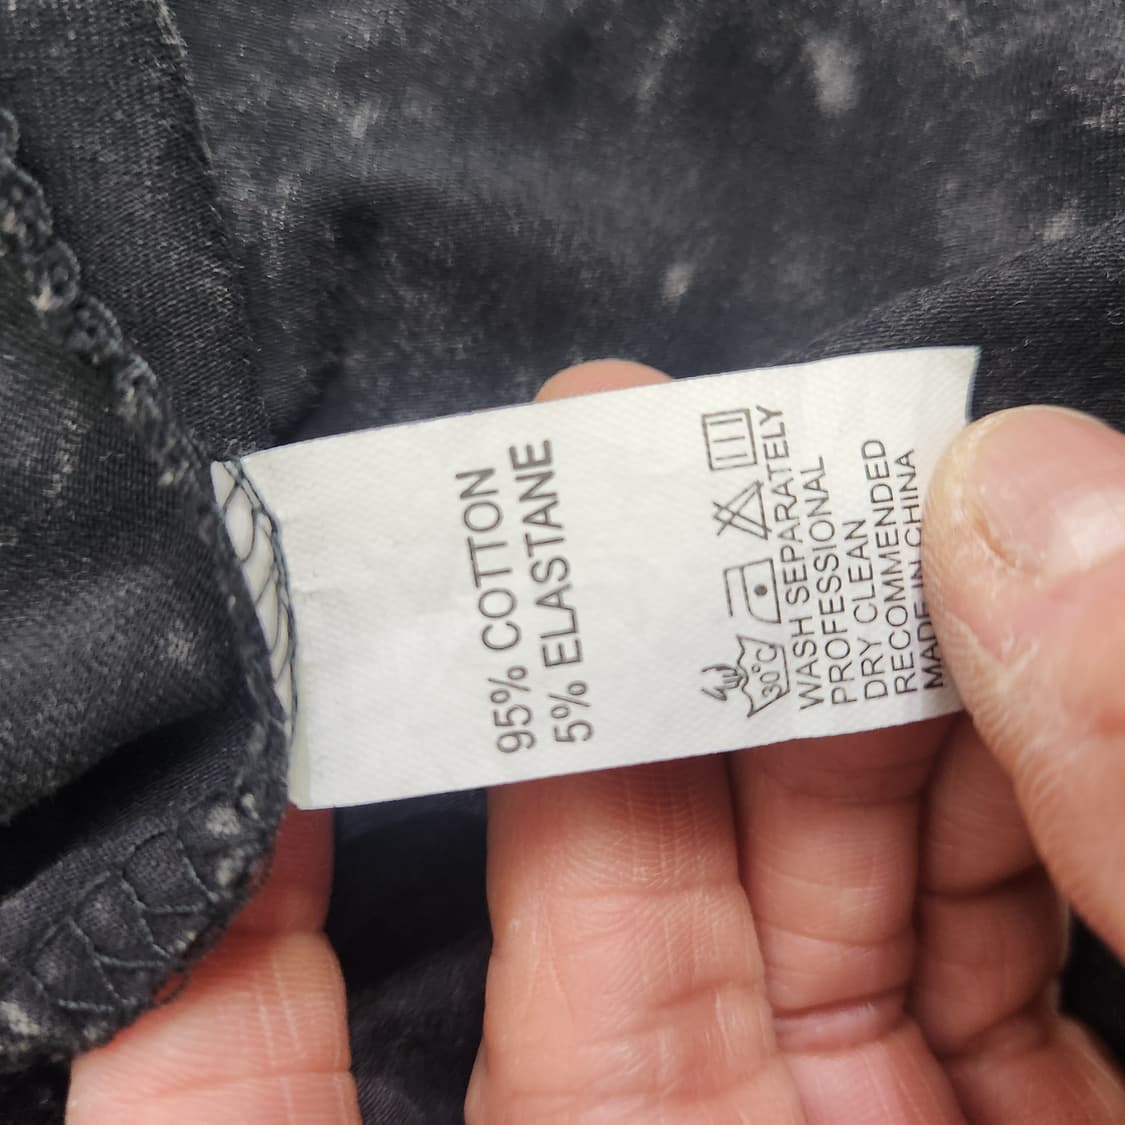 95% COTTON
5% ELASTANE
30°C
WASH SEPARATELY
PROFESSIONAL
DRY CLEAN
RECOMMENDED
MADE IN CHINA